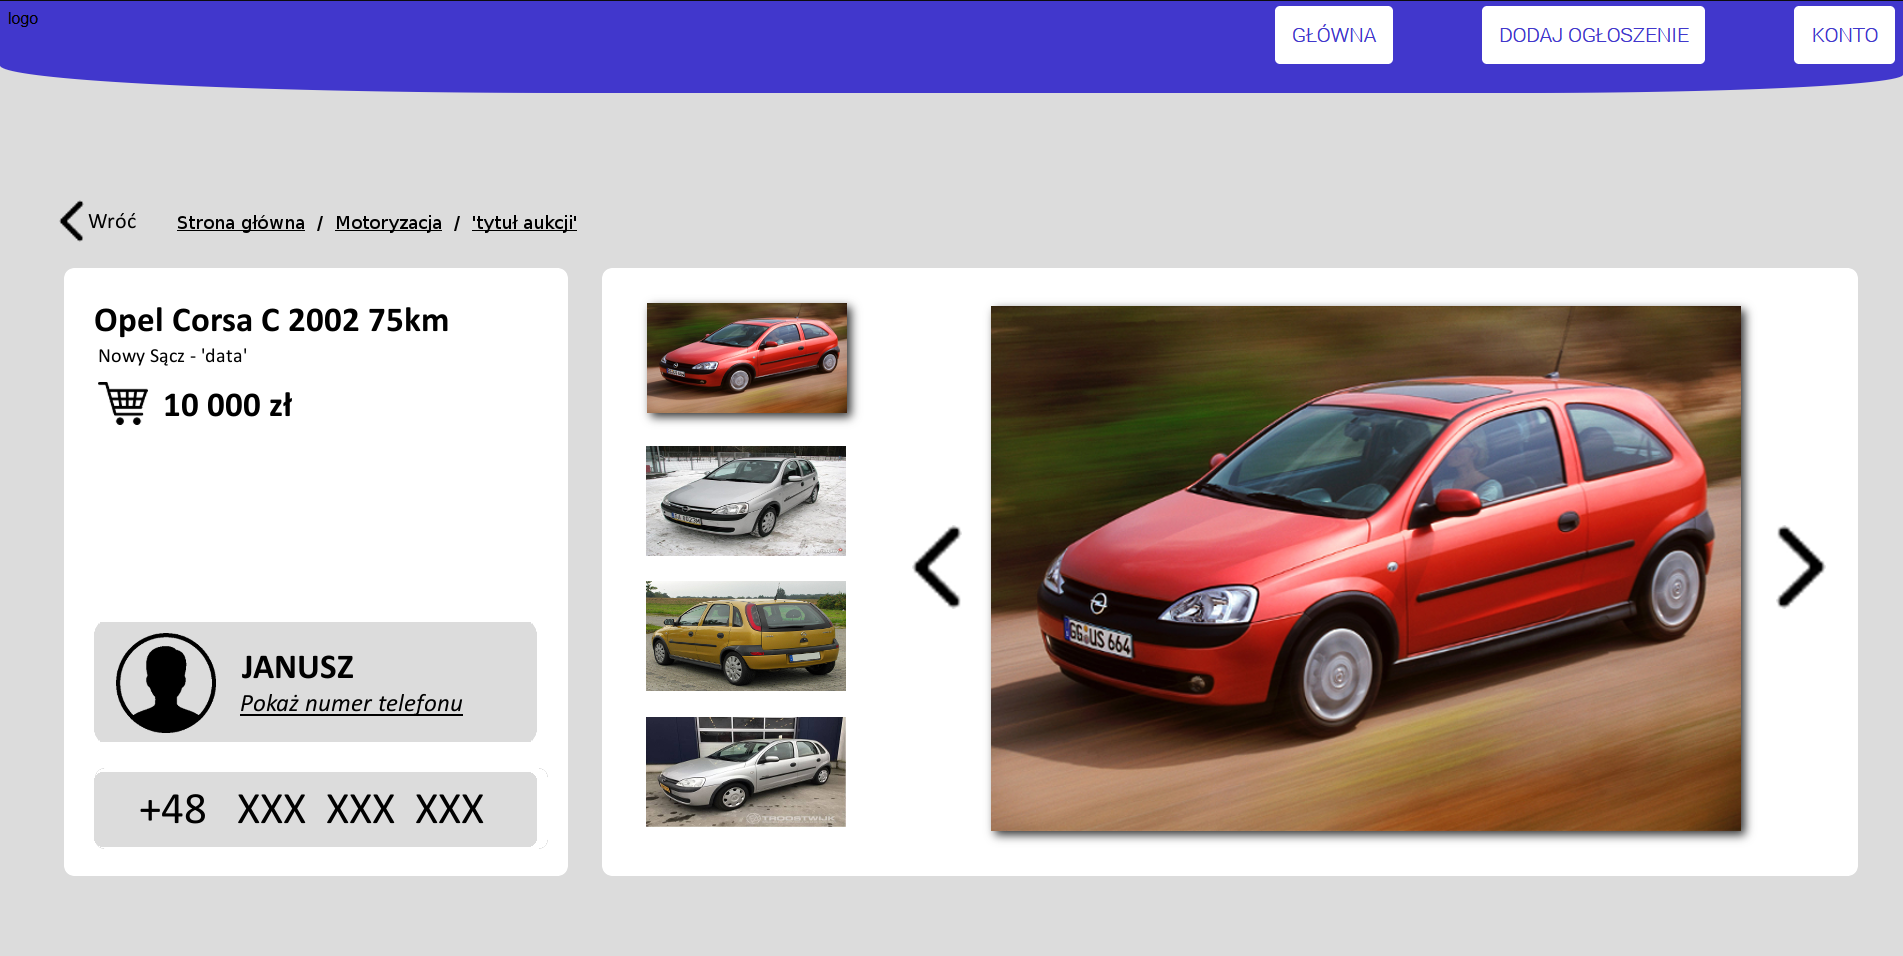 logo
GŁÓWNA
DODAJ OGŁOSZENIE
KONTO
Wróć
Strona główna / Motoryzacja / 'tytuł aukcji'
Opel Corsa C 2002 75km
Nowy Sącz - 'data'
10 000 zł
JANUSZ
Pokaż numer telefonu
+48 XXX XXX XXX
GG US 664
TROOSTWIJK